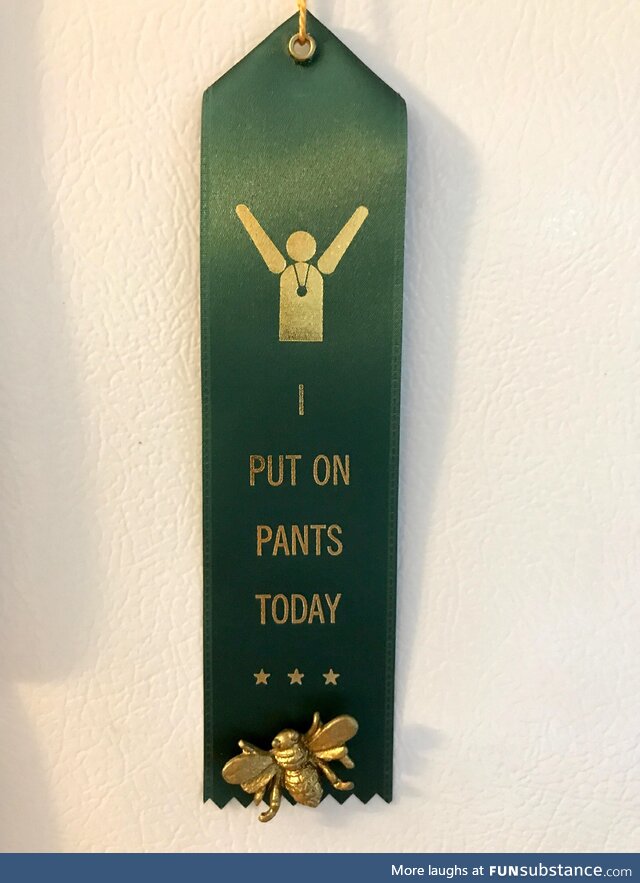 I
PUT ON
PANTS
TODAY
More laughs at FUNsubstance.com